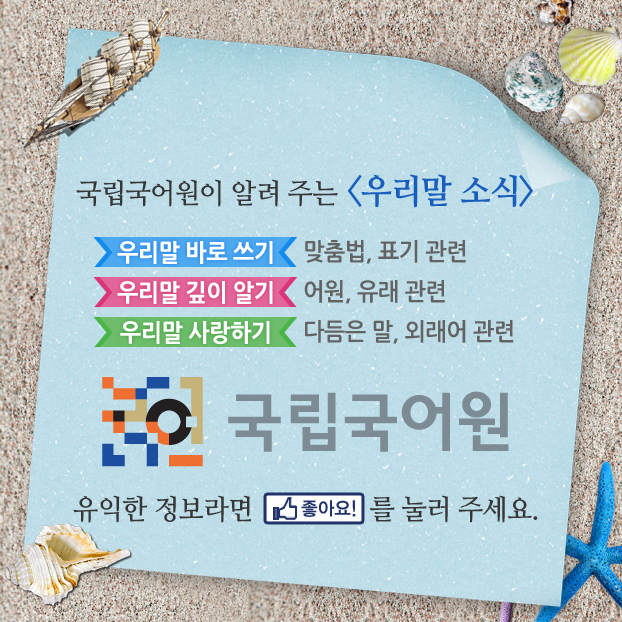 국립국어원이 알려 주는 〈우리말 소식〉
우리말 바로 쓰기 맞춤법, 표기 관련
우리말 깊이 알기 어원, 유래 관련
우리말 사랑하기 다듬은 말, 외래어 관련
국립국어원
유익한 정보라면 좋아요! 를 눌러 주세요.